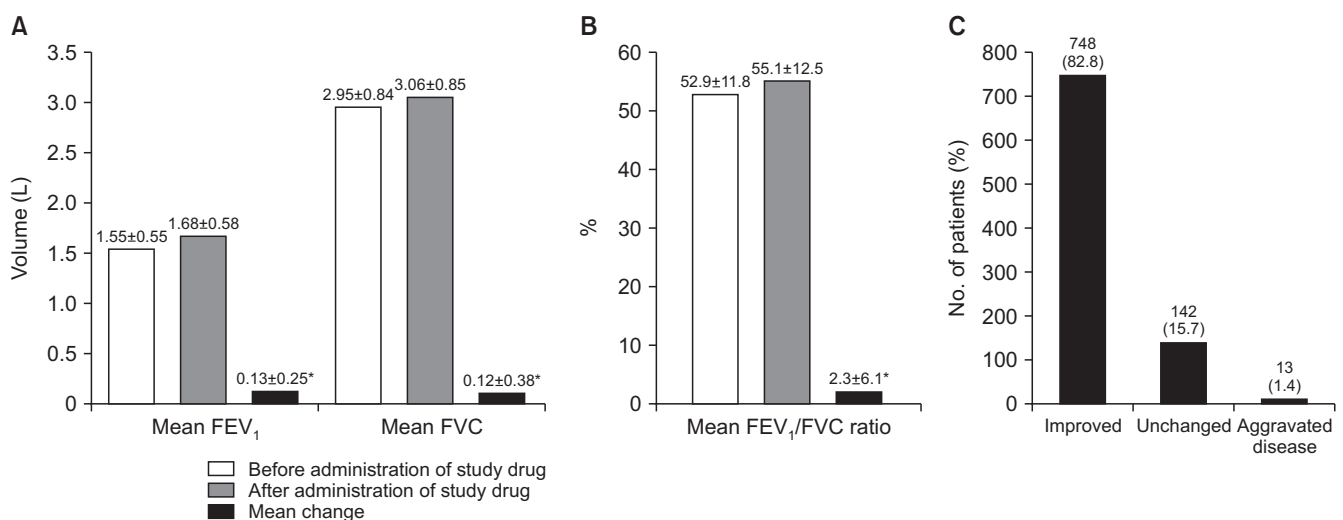 A
3.5
3.0
2.5
2.0
1.5
1.0
0.5
0
Volume (L)
1.55±0.55
1.68±0.58
0.13±0.25*
2.95±0.84
3.06±0.85
0.12±0.38*
Mean FEV₁
Mean FVC
Before administration of study drug
After administration of study drug
Mean change
B
60
50
40
30
20
10
0
%
52.9±11.8
55.1±12.5
2.3±6.1*
Mean FEV₁/FVC ratio
C
800
700
600
500
400
300
200
100
0
No. of patients (%)
748
(82.8)
142
(15.7)
13
(1.4)
Improved
Unchanged
Aggravated
disease